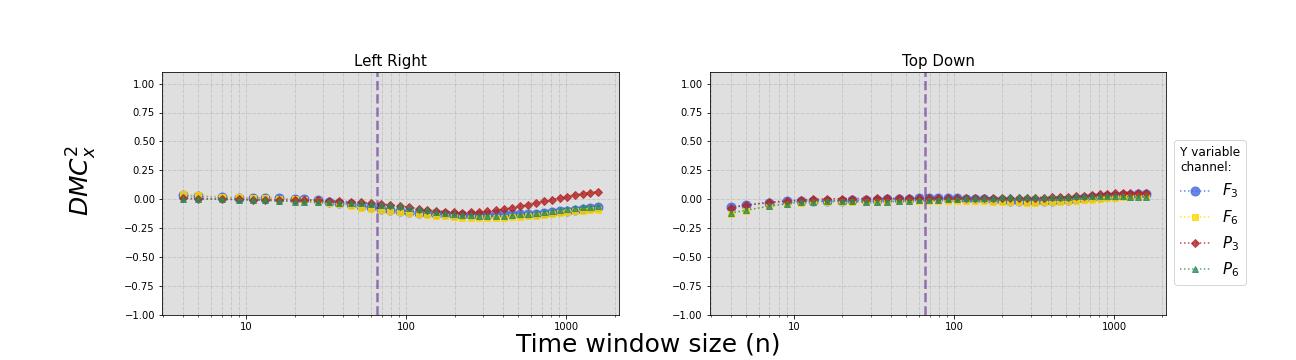 Left Right
Top Down
1.00
0.75
0.50
0.25
0.00
−0.25
−0.50
−0.75
−1.00
10
100
1000
1.00
0.75
0.50
0.25
0.00
−0.25
−0.50
−0.75
−1.00
10
100
1000
DMC²ₓ
Time window size (n)
Y variable
channel:
F₃
F₆
P₃
P₆